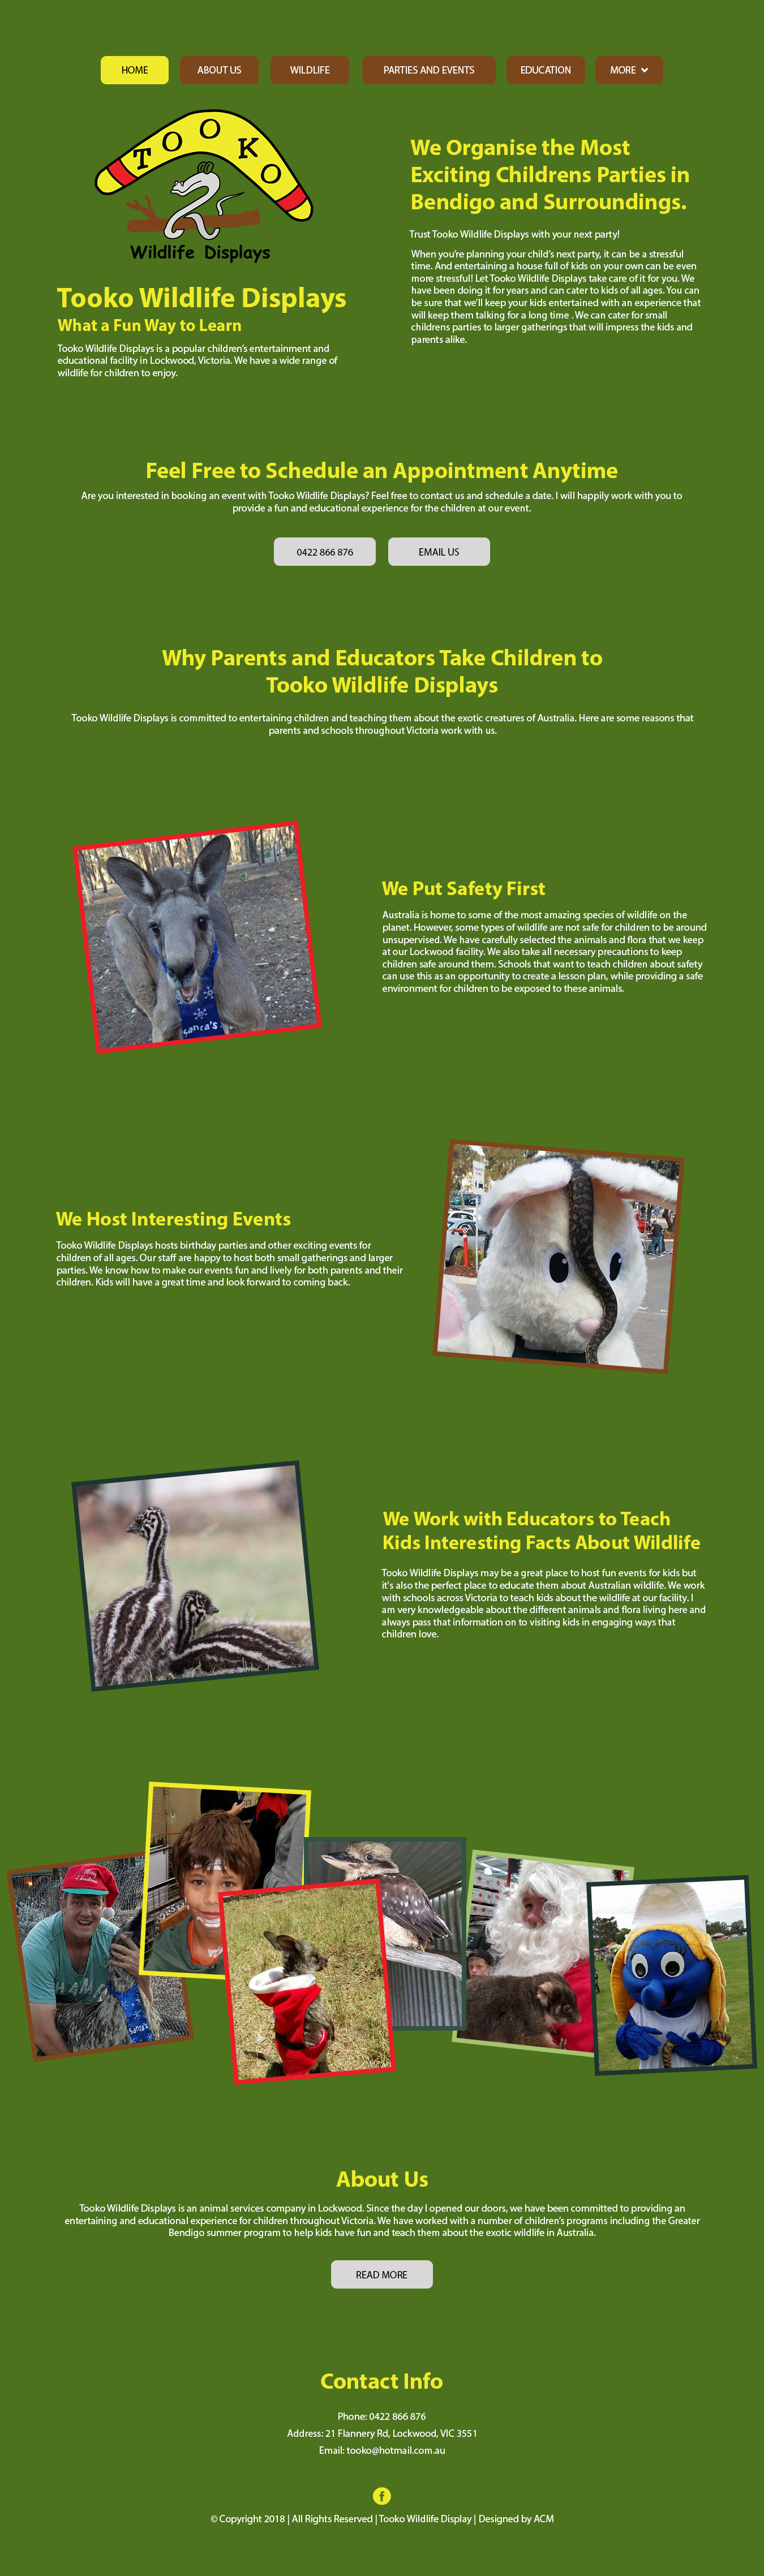 HOME
ABOUT US
WILDLIFE
PARTIES AND EVENTS
EDUCATION
MORE
TOOKO
Wildlife Displays
Tooko Wildlife Displays
What a Fun Way to Learn
Tooko Wildlife Displays is a popular children's entertainment and
educational facility in Lockwood, Victoria. We have a wide range of
wildlife for children to enjoy.
We Organise the Most
Exciting Childrens Parties in
Bendigo and Surroundings.
Trust Tooko Wildlife Displays with your next party!
When you're planning your child's next party, it can be a stressful
time. And entertaining a house full of kids on your own can be even
more stressful! Let Tooko Wildlife Displays take care of it for you. We
have been doing it for years and can cater to kids of all ages. You can
be sure that we'll keep your kids entertained with an experience that
will keep them talking for a long time . We can cater for small
childrens parties to larger gatherings that will impress the kids and
parents alike.
Feel Free to Schedule an Appointment Anytime
Are you interested in booking an event with Tooko Wildlife Displays? Feel free to contact us and schedule a date. I will happily work with you to
provide a fun and educational experience for the children at our event.
0422 866 876
EMAIL US
Why Parents and Educators Take Children to
Tooko Wildlife Displays
Tooko Wildlife Displays is committed to entertaining children and teaching them about the exotic creatures of Australia. Here are some reasons that
parents and schools throughout Victoria work with us.
Santa's
We Put Safety First
Australia is home to some of the most amazing species of wildlife on the
planet. However, some types of wildlife are not safe for children to be around
unsupervised. We have carefully selected the animals and flora that we keep
at our Lockwood facility. We also take all necessary precautions to keep
children safe around them. Schools that want to teach children about safety
can use this as an opportunity to create a lesson plan, while providing a safe
environment for children to be exposed to these animals.
We Host Interesting Events
Tooko Wildlife Displays hosts birthday parties and other exciting events for
children of all ages. Our staff are happy to host both small gatherings and larger
parties. We know how to make our events fun and lively for both parents and their
children. Kids will have a great time and look forward to coming back.
We Work with Educators to Teach
Kids Interesting Facts About Wildlife
Tooko Wildlife Displays may be a great place to host fun events for kids but
it's also the perfect place to educate them about Australian wildlife. We work
with schools across Victoria to teach kids about the wildlife at our facility. I
am very knowledgeable about the different animals and flora living here and
always pass that information on to visiting kids in engaging ways that
children love.
About Us
Tooko Wildlife Displays is an animal services company in Lockwood. Since the day I opened our doors, we have been committed to providing an
entertaining and educational experience for children throughout Victoria. We have worked with a number of children's programs including the Greater
Bendigo summer program to help kids have fun and teach them about the exotic wildlife in Australia.
READ MORE
Contact Info
Phone: 0422 866 876
Address: 21 Flannery Rd, Lockwood, VIC 3551
Email: tooko@hotmail.com.au
f
© Copyright 2018 | All Rights Reserved | Tooko Wildlife Display | Designed by ACM